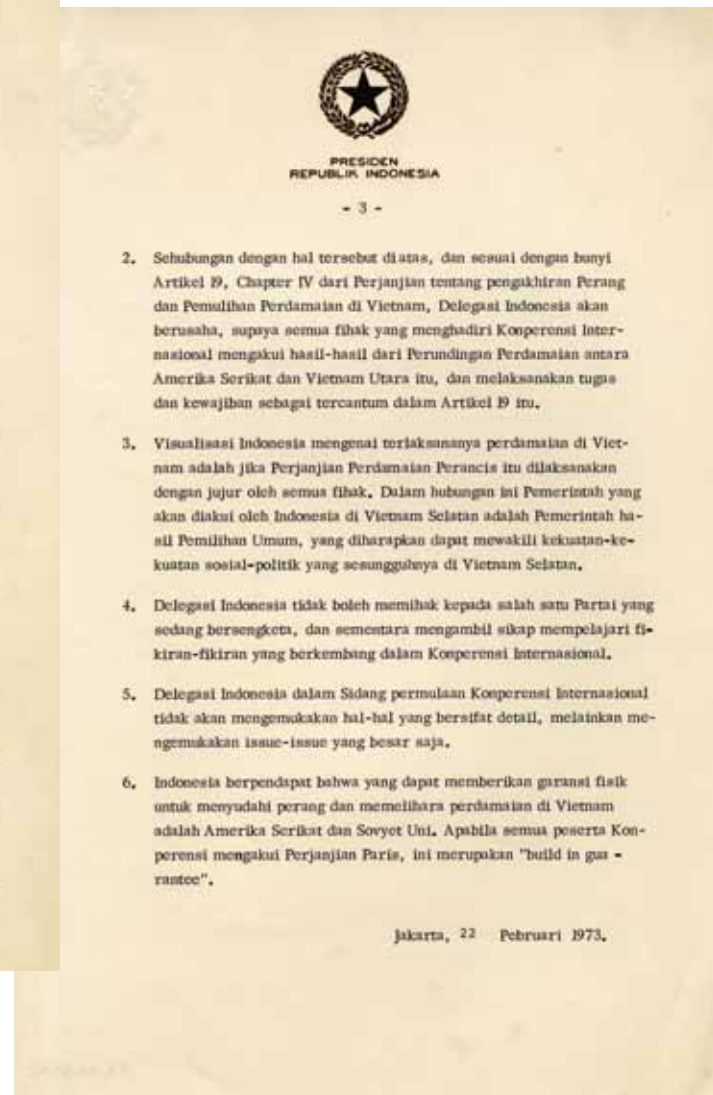 PRESIDEN
REPUBLIK INDONESIA
- 3 -
2. Sehubungan dengan hal tersebut diatas, dan sesuai dengan bunyi
Artikel 19, Chapter IV dari Perjanjian tentang pengakhiran Perang
dan Pemulihan Perdamaian di Vietnam, Delegasi Indonesia akan
berusaha, supaya semua fihak yang menghadiri Konperensi Inter-
nasional mengakui hasil-hasil dari Perundingan Perdamaian antara
Amerika Serikat dan Vietnam Utara itu, dan melaksanakan tugas
dan kewajiban sebagai tercantum dalam Artikel 19 itu.
3. Visualisasi Indonesia mengenai terlaksananya perdamaian di Viet-
nam adalah jika Perjanjian Perdamaian Perancis itu dilaksanakan
dengan jujur oleh semua fihak. Dalam hubungan ini Pemerintah yang
akan diakui oleh Indonesia di Vietnam Selatan adalah Pemerintah ha-
sil Pemilihan Umum, yang diharapkan dapat mewakili kekuatan-ke-
kuatan sosial-politik yang sesungguhnya di Vietnam Selatan.
4. Delegasi Indonesia tidak boleh memihak kepada salah satu Partai yang
sedang bersengketa, dan sementara mengambil sikap mempelajari fi-
kiran-fikiran yang berkembang dalam Konperensi Internasional.
5. Delegasi Indonesia dalam Sidang permulaan Konperensi Internasional
tidak akan mengemukakan hal-hal yang bersifat detail, melainkan me-
ngemukakan issue-issue yang besar saja.
6. Indonesia berpendapat bahwa yang dapat memberikan garansi fisik
untuk menyudahi perang dan memelihara perdamaian di Vietnam
adalah Amerika Serikat dan Sovyet Uni. Apabila semua peserta Kon-
perensi mengakui Perjanjian Paris, ini merupakan "build in gua -
rantee".
Jakarta, 22 Pebruari 1973.